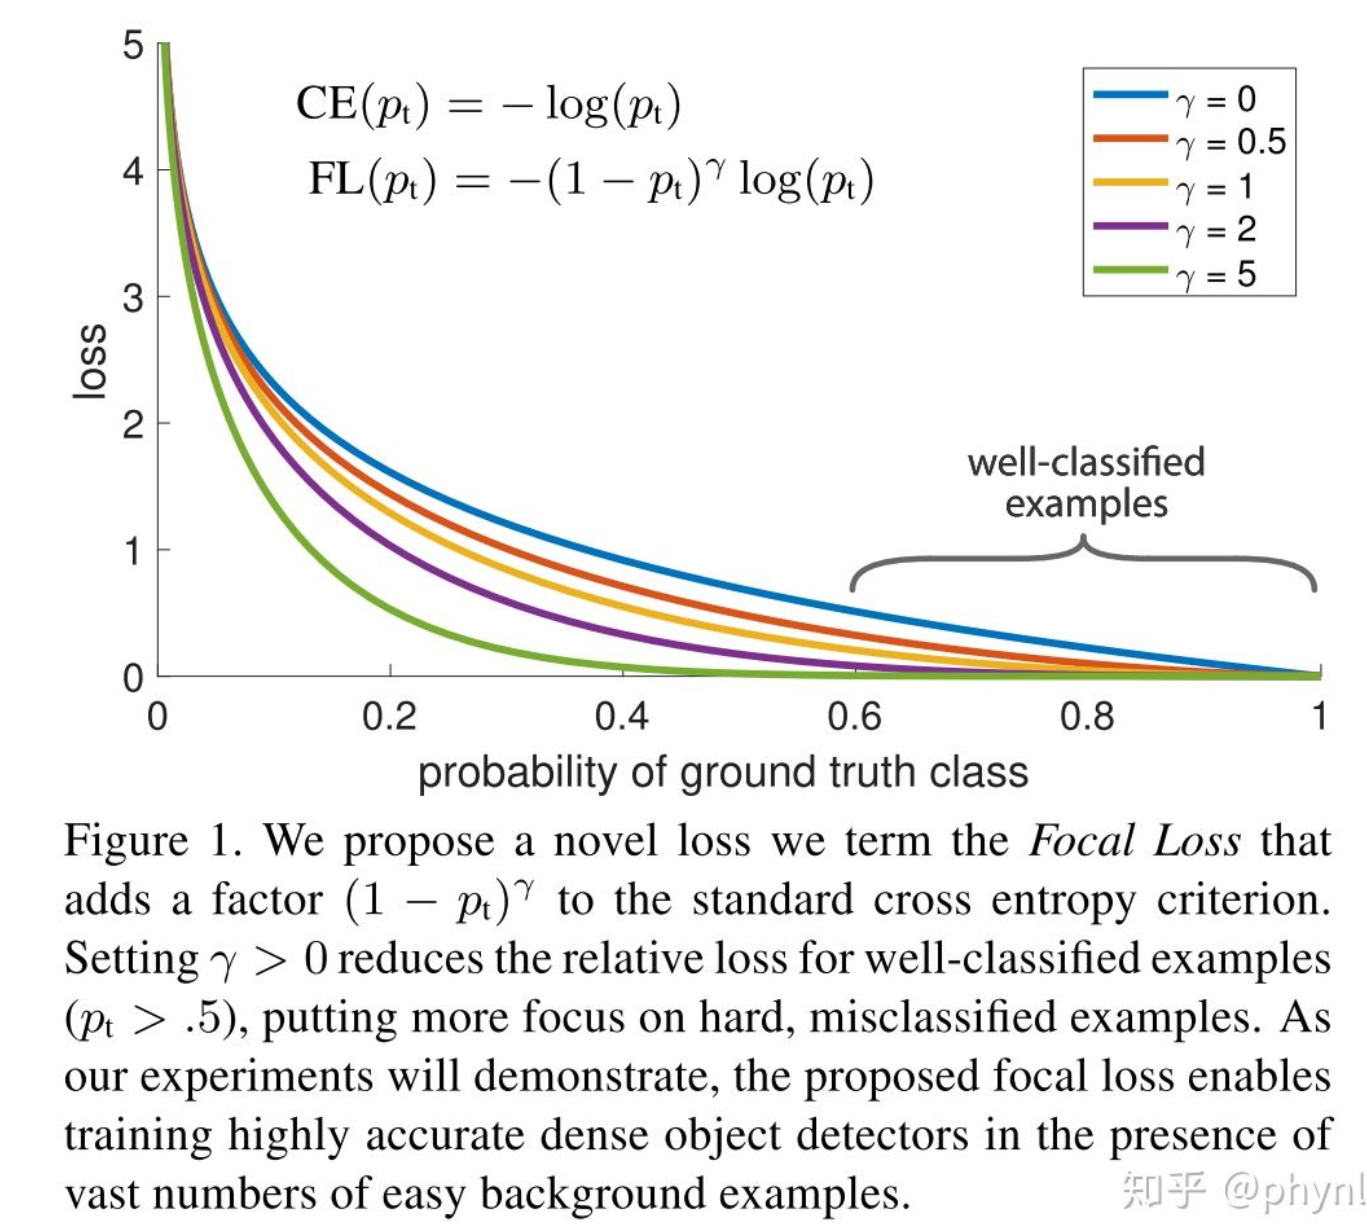 5
CE(pt) = − log(pt)
FL(pt) = −(1 − pt)^γ log(pt)
γ = 0
γ = 0.5
γ = 1
γ = 2
γ = 5
4
3
loss
2
well-classified
examples
1
0
0 0.2 0.4 0.6 0.8 1
probability of ground truth class
Figure 1. We propose a novel loss we term the Focal Loss that
adds a factor (1 − pt)^γ to the standard cross entropy criterion.
Setting γ > 0 reduces the relative loss for well-classified examples
(pt > .5), putting more focus on hard, misclassified examples. As
our experiments will demonstrate, the proposed focal loss enables
training highly accurate dense object detectors in the presence of
vast numbers of easy background examples.
知乎 @phynl